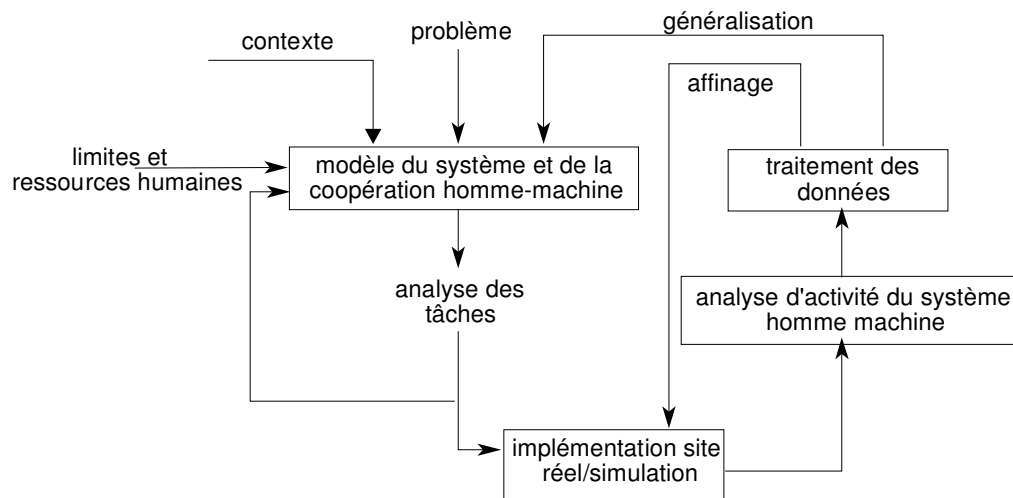 contexte
problème
généralisation
affinage
limites et
ressources humaines
modèle du système et de la
coopération homme-machine
traitement des
données
analyse des
tâches
analyse d'activité du système
homme machine
implémentation site
réel/simulation